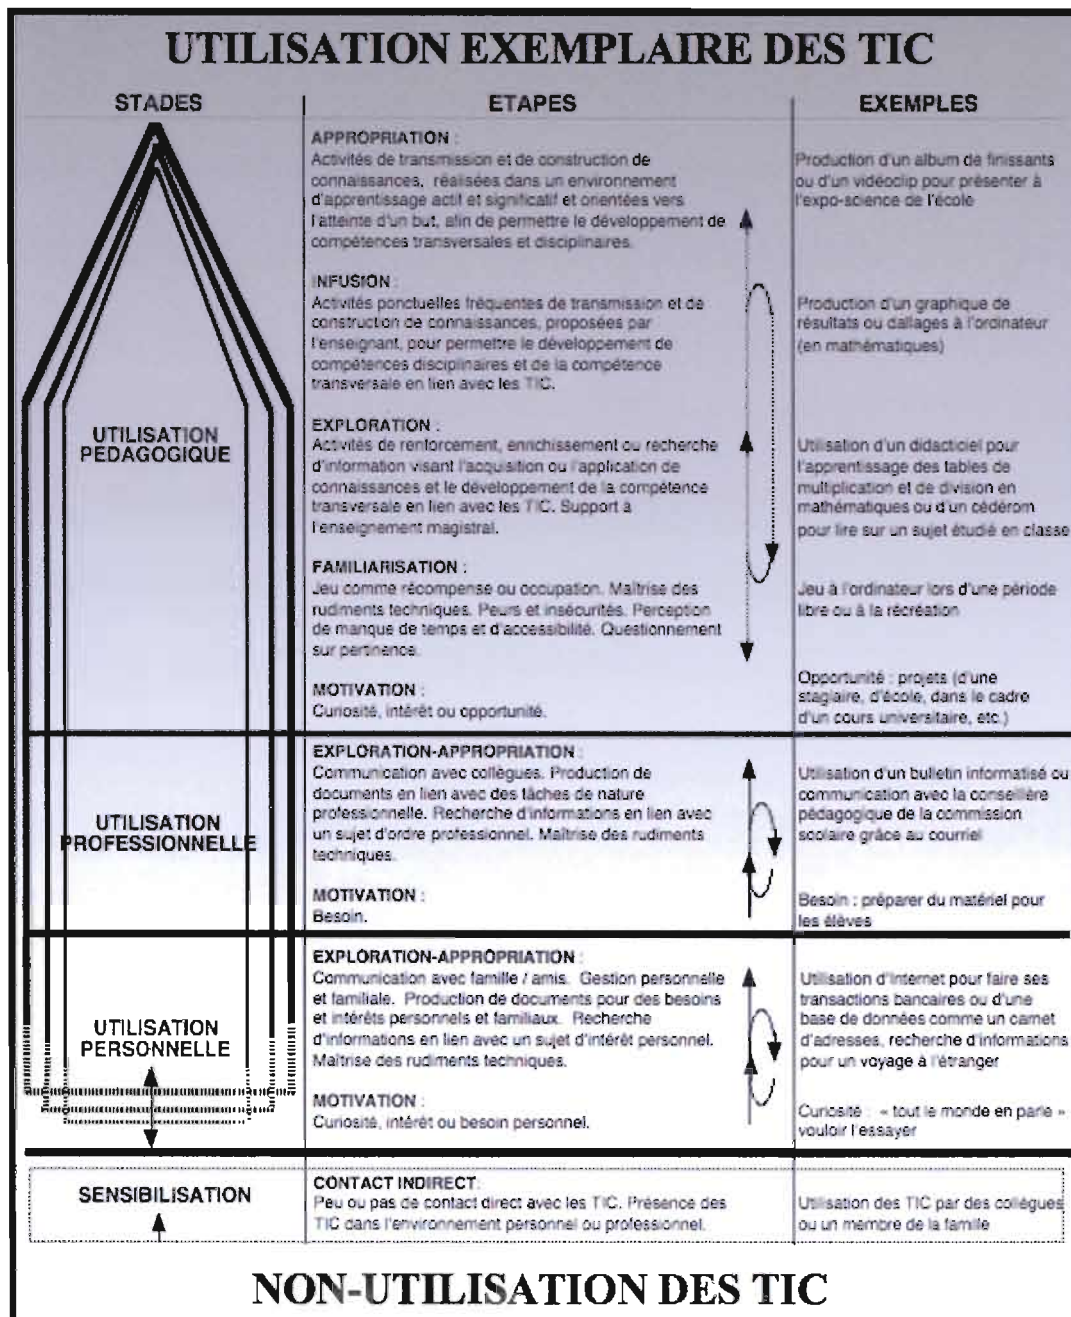 UTILISATION EXEMPLAIRE DES TIC
STADES
ETAPES
EXEMPLES
APPROPRIATION :
Activités de transmission et de construction de
connaissances, réalisées dans un environnement
d'apprentissage actif et significatif et orientées vers
l'atteinte d'un but, afin de permettre le développement de
compétences transversales et disciplinaires.
Production d'un album de finissants
ou d'un vidéoclip pour présenter à
l'expo-science de l'école
INFUSION :
Activités ponctuelles fréquentes de transmission et de
construction de connaissances, proposées par
l'enseignant, pour permettre le développement de
compétences disciplinaires et de la compétence
transversale en lien avec les TIC.
Production d'un graphique de
résultats ou dallages à l'ordinateur
(en mathématiques)
UTILISATION
PÉDAGOGIQUE
EXPLORATION :
Activités de renforcement, enrichissement ou recherche
d'information visant l'acquisition ou l'application de
connaissances et le développement de la compétence
transversale en lien avec les TIC. Support à
l'enseignement magistral.
Utilisation d'un didacticiel pour
l'apprentissage des tables de
multiplication et de division en
mathématiques ou d'un cédérom
pour lire sur un sujet étudié en classe
FAMILIARISATION :
Jeu comme récompense ou occupation. Maîtrise des
rudiments techniques. Peurs et insécurités. Perception
de manque de temps et d'accessibilité. Questionnement
sur pertinence.
Jeu à l'ordinateur lors d'une période
libre ou à la récréation
MOTIVATION :
Curiosité, intérêt ou opportunité.
Opportunité : projets (d'une
stagiaire, d'école, dans le cadre
d'un cours universitaire, etc.)
UTILISATION
PROFESSIONNELLE
EXPLORATION-APPROPRIATION :
Communication avec collègues. Production de
documents en lien avec des tâches de nature
professionnelle. Recherche d'informations en lien avec
un sujet d'ordre professionnel. Maîtrise des rudiments
techniques.
Utilisation d'un bulletin informatisé ou
communication avec la conseillère
pédagogique de la commission
scolaire grâce au courriel
MOTIVATION :
Besoin.
Besoin : préparer du matériel pour
les élèves
UTILISATION
PERSONNELLE
EXPLORATION-APPROPRIATION :
Communication avec famille / amis. Gestion personnelle
et familiale. Production de documents pour des besoins
et intérêts personnels et familiaux. Recherche
d'informations en lien avec un sujet d'intérêt personnel.
Maîtrise des rudiments techniques.
Utilisation d'Internet pour faire ses
transactions bancaires ou d'une
base de données comme un carnet
d'adresses, recherche d'informations
pour un voyage à l'étranger
MOTIVATION :
Curiosité, intérêt ou besoin personnel.
Curiosité : « tout le monde en parle »
vouloir l'essayer
SENSIBILISATION
CONTACT INDIRECT:
Peu ou pas de contact direct avec les TIC. Présence des
TIC dans l'environnement personnel ou professionnel.
Utilisation des TIC par des collègues
ou un membre de la famille
NON-UTILISATION DES TIC